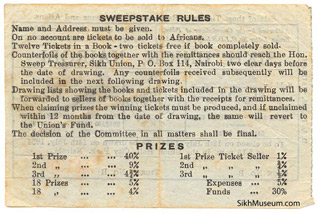 SWEEPSTAKE RULES
Name and Address must be given.
On no account are tickets to be sold to Africans.
Twelve Tickets in a Book - two tickets free if book completely sold.
Counterfoils of the books together with the remittances should reach the Hon.
Sweep Treasurer, Sikh Union, P. O. Box 114, Nairobi two clear days before
the date of drawing. Any counterfoils received subsequently will be
included in the next following drawing.
Drawing lists showing the books and tickets included in the drawing will be
forwarded to sellers of books together with the receipts for remittances.
When claiming prizes the winning tickets must be produced, and if unclaimed
within 12 months from the date of drawing, the same will revert to
the Union's Fund.
The decision of the Committee in all matters shall be final.
PRIZES
1st Prize ... 40% 1st Prize Ticket Seller 1%
2nd „ ... 9% 2nd „ „ „
3rd „ ... 3rd „ „ „
18 Prizes ... 5% Expenses ... 5%
18 „ ... 4% Funds ... 30%
SikhMuseum.com